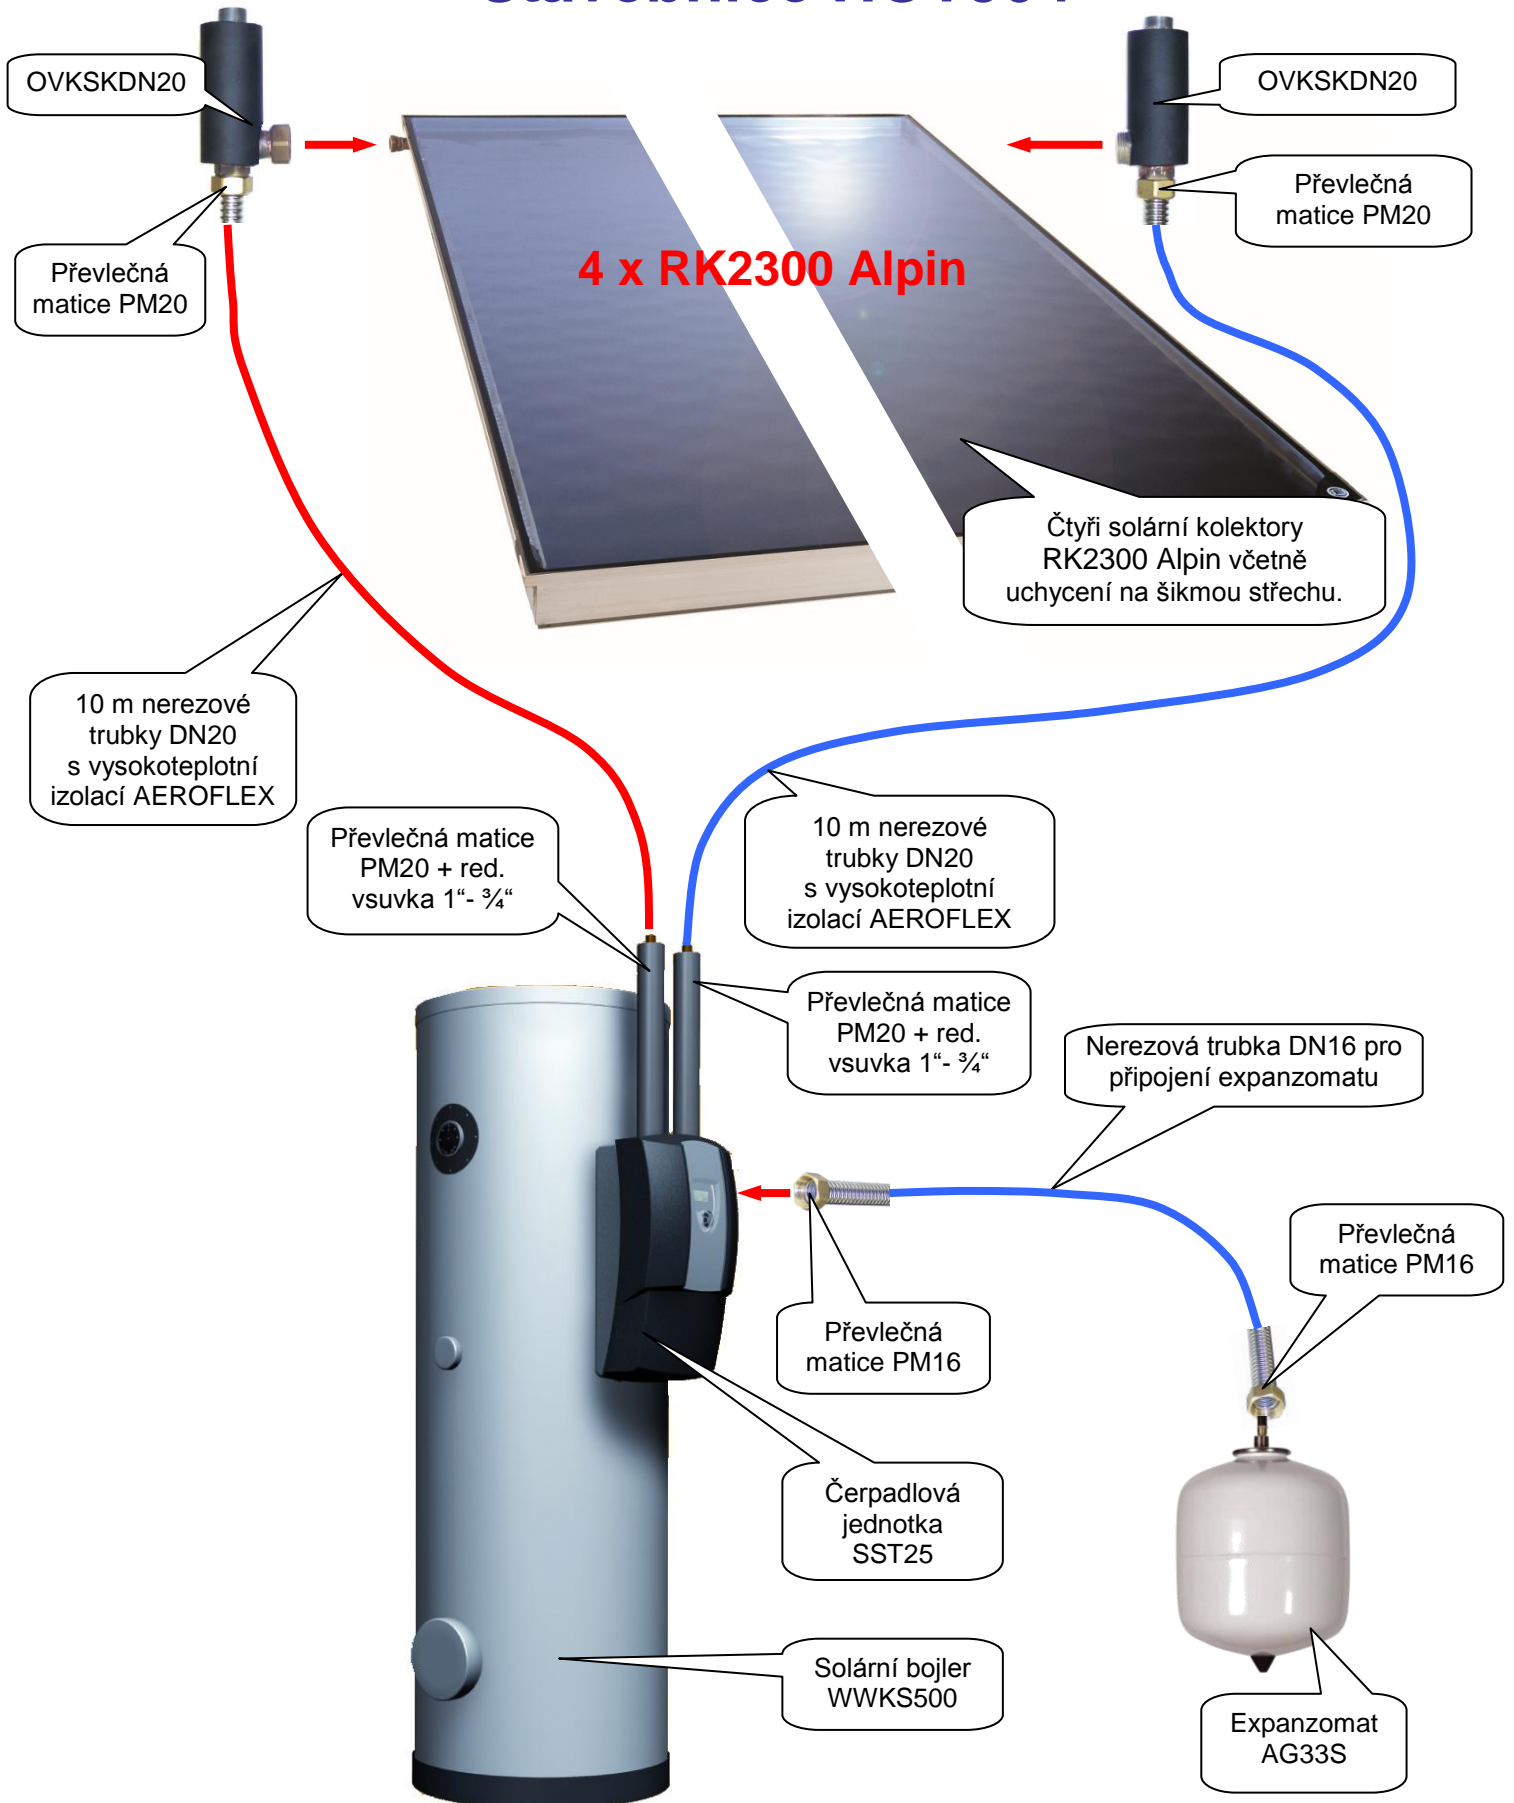 OVKSKDN20
OVKSKDN20
Převlečná
matice PM20
Převlečná
matice PM20
4 x RK2300 Alpin
Čtyři solární kolektory
RK2300 Alpin včetně
uchycení na šikmou střechu.
10 m nerezové
trubky DN20
s vysokoteplotní
izolací AEROFLEX
Převlečná matice
PM20 + red.
vsuvka 1“- ¾“
10 m nerezové
trubky DN20
s vysokoteplotní
izolací AEROFLEX
Převlečná matice
PM20 + red.
vsuvka 1“- ¾“
Nerezová trubka DN16 pro
připojení expanzomatu
Převlečná
matice PM16
Převlečná
matice PM16
Čerpadlová
jednotka
SST25
Solární bojler
WWKS500
Expanzomat
AG33S